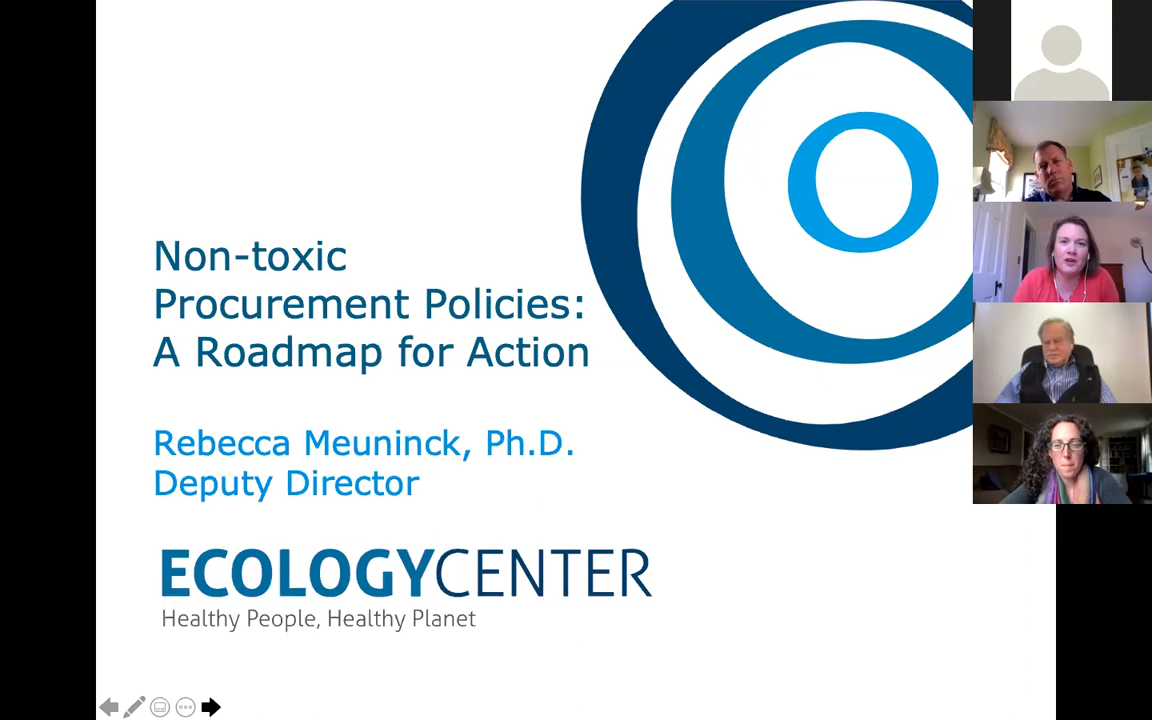 Non-toxic
Procurement Policies:
A Roadmap for Action
Rebecca Meuninck, Ph.D.
Deputy Director
ECOLOGYCENTER
Healthy People, Healthy Planet